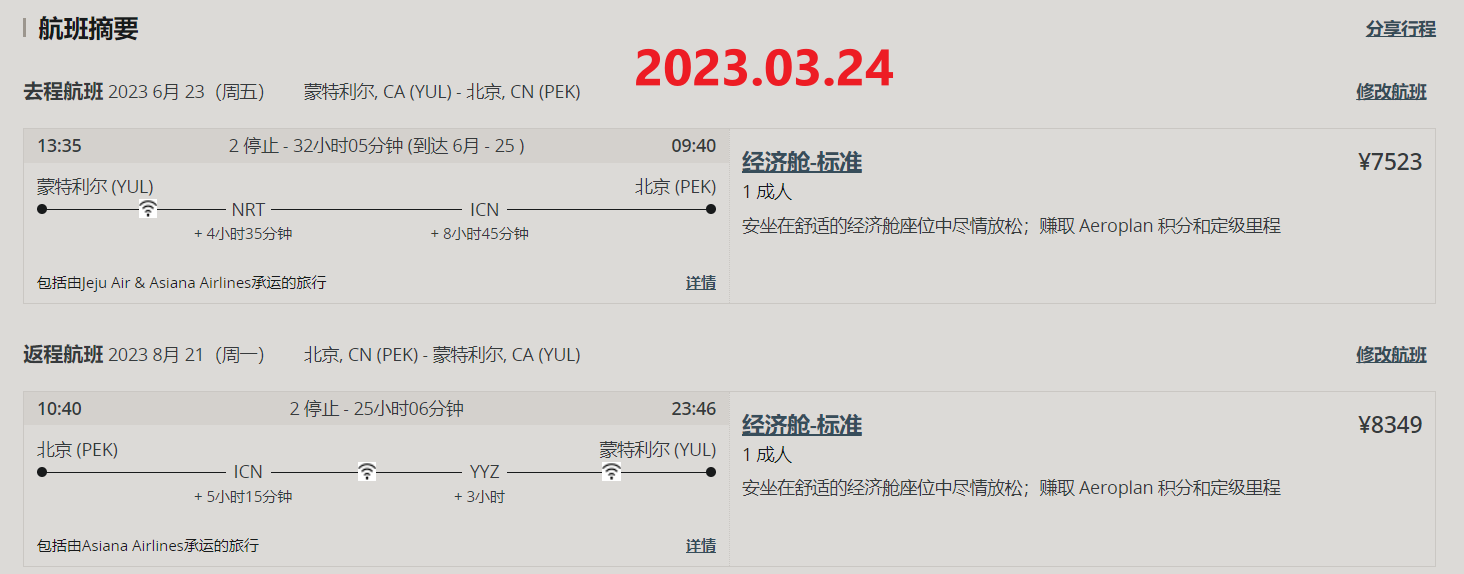 航班摘要
分享行程
2023.03.24
去程航班 2023 6月 23（周五） 蒙特利尔, CA (YUL) - 北京, CN (PEK)
修改航班
13:35 2 停止 - 32小时05分钟 (到达 6月 - 25 ) 09:40
蒙特利尔 (YUL) 北京 (PEK)
NRT ICN
+ 4小时35分钟 + 8小时45分钟
包括由Jeju Air & Asiana Airlines承运的旅行 详情
经济舱-标准 ¥7523
1 成人
安坐在舒适的经济舱座位中尽情放松；赚取 Aeroplan 积分和定级里程
返程航班 2023 8月 21（周一） 北京, CN (PEK) - 蒙特利尔, CA (YUL)
修改航班
10:40 2 停止 - 25小时06分钟 23:46
北京 (PEK) 蒙特利尔 (YUL)
ICN YYZ
+ 5小时15分钟 + 3小时
包括由Asiana Airlines承运的旅行 详情
经济舱-标准 ¥8349
1 成人
安坐在舒适的经济舱座位中尽情放松；赚取 Aeroplan 积分和定级里程